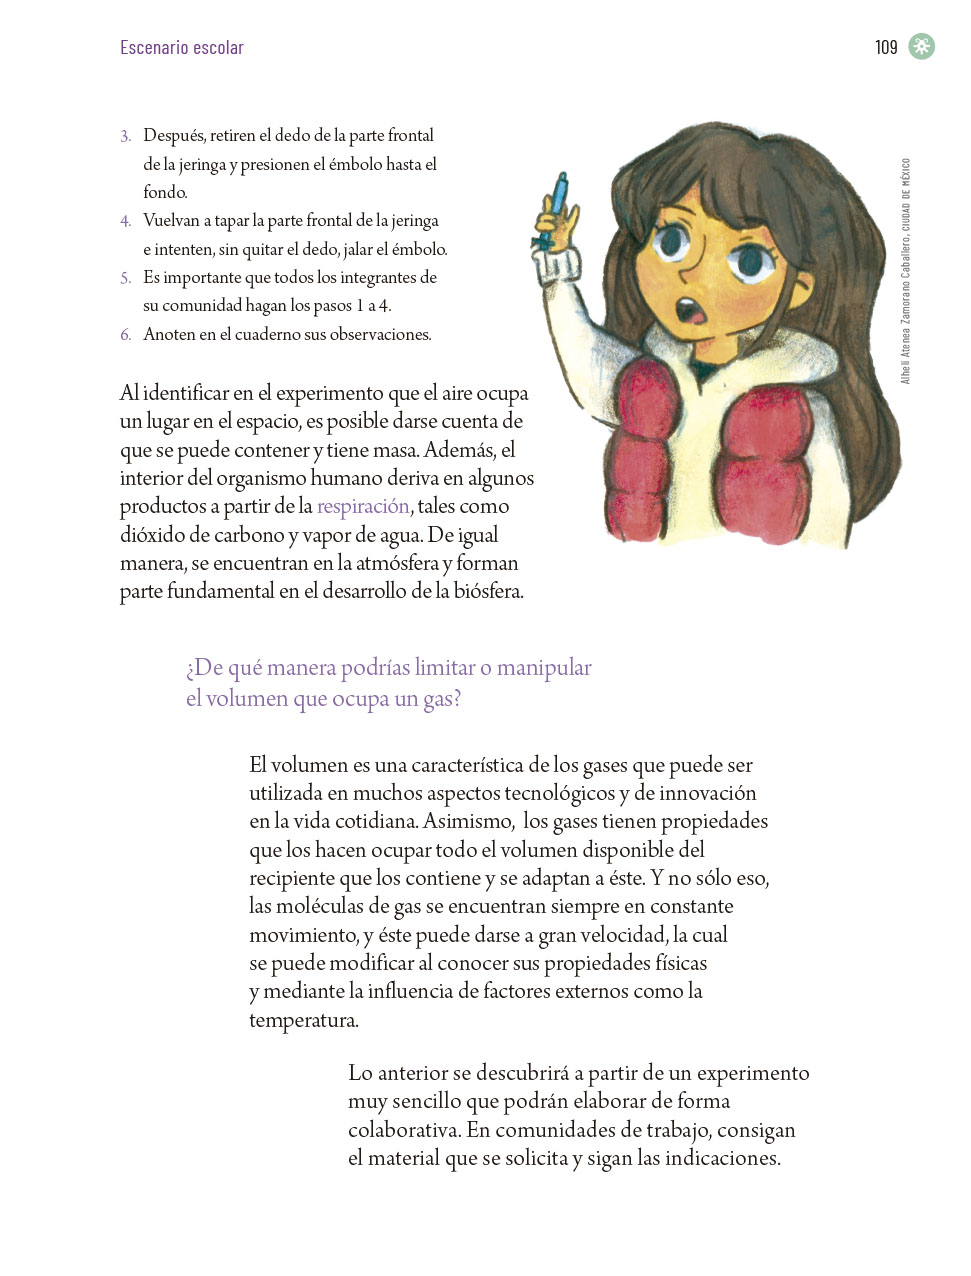 Escenario escolar
109
3. Después, retiren el dedo de la parte frontal
de la jeringa y presionen el émbolo hasta el
fondo.
4. Vuelvan a tapar la parte frontal de la jeringa
e intenten, sin quitar el dedo, jalar el émbolo.
5. Es importante que todos los integrantes de
su comunidad hagan los pasos 1 a 4.
6. Anoten en el cuaderno sus observaciones.
Alhelí Atenea Zamorano Caballero, CIUDAD DE MÉXICO
Al identificar en el experimento que el aire ocupa
un lugar en el espacio, es posible darse cuenta de
que se puede contener y tiene masa. Además, el
interior del organismo humano deriva en algunos
productos a partir de la respiración, tales como
dióxido de carbono y vapor de agua. De igual
manera, se encuentran en la atmósfera y forman
parte fundamental en el desarrollo de la biósfera.
¿De qué manera podrías limitar o manipular
el volumen que ocupa un gas?
El volumen es una característica de los gases que puede ser
utilizada en muchos aspectos tecnológicos y de innovación
en la vida cotidiana. Asimismo, los gases tienen propiedades
que los hacen ocupar todo el volumen disponible del
recipiente que los contiene y se adaptan a éste. Y no sólo eso,
las moléculas de gas se encuentran siempre en constante
movimiento, y éste puede darse a gran velocidad, la cual
se puede modificar al conocer sus propiedades físicas
y mediante la influencia de factores externos como la
temperatura.
Lo anterior se descubrirá a partir de un experimento
muy sencillo que podrán elaborar de forma
colaborativa. En comunidades de trabajo, consigan
el material que se solicita y sigan las indicaciones.